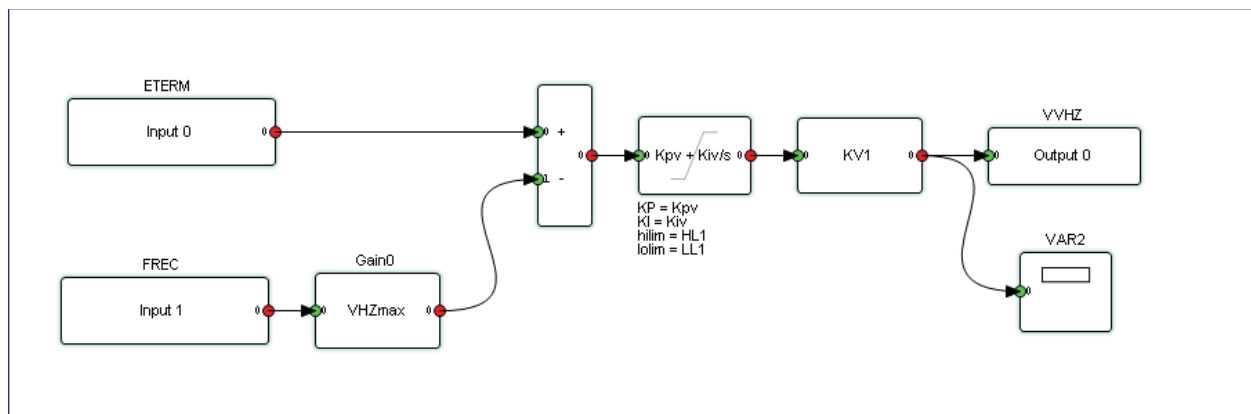 ETERM
Input 0 0
0 +
1 -
0
0 Kpv + Kiv/s 0
KP = Kpv
KI = Kiv
hilim = HL1
lolim = LL1
0 KV1 0
VVHZ
0 Output 0
VAR2
0
FREC
Input 1 0
Gain0
0 VHZmax 0